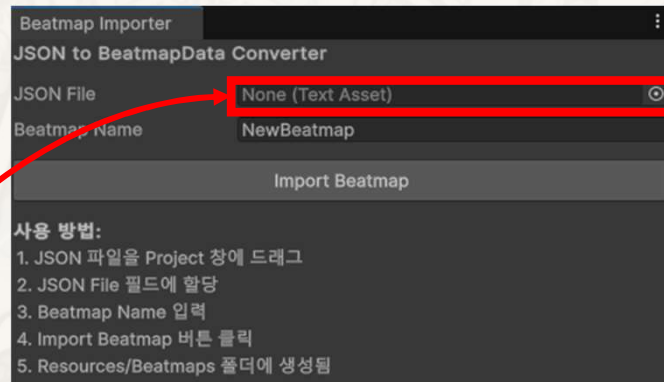 Beatmap Importer
JSON to BeatmapData Converter
JSON File
None (Text Asset)
Beatmap Name
NewBeatmap
Import Beatmap
사용 방법:
1. JSON 파일을 Project 창에 드래그
2. JSON File 필드에 할당
3. Beatmap Name 입력
4. Import Beatmap 버튼 클릭
5. Resources/Beatmaps 폴더에 생성됨